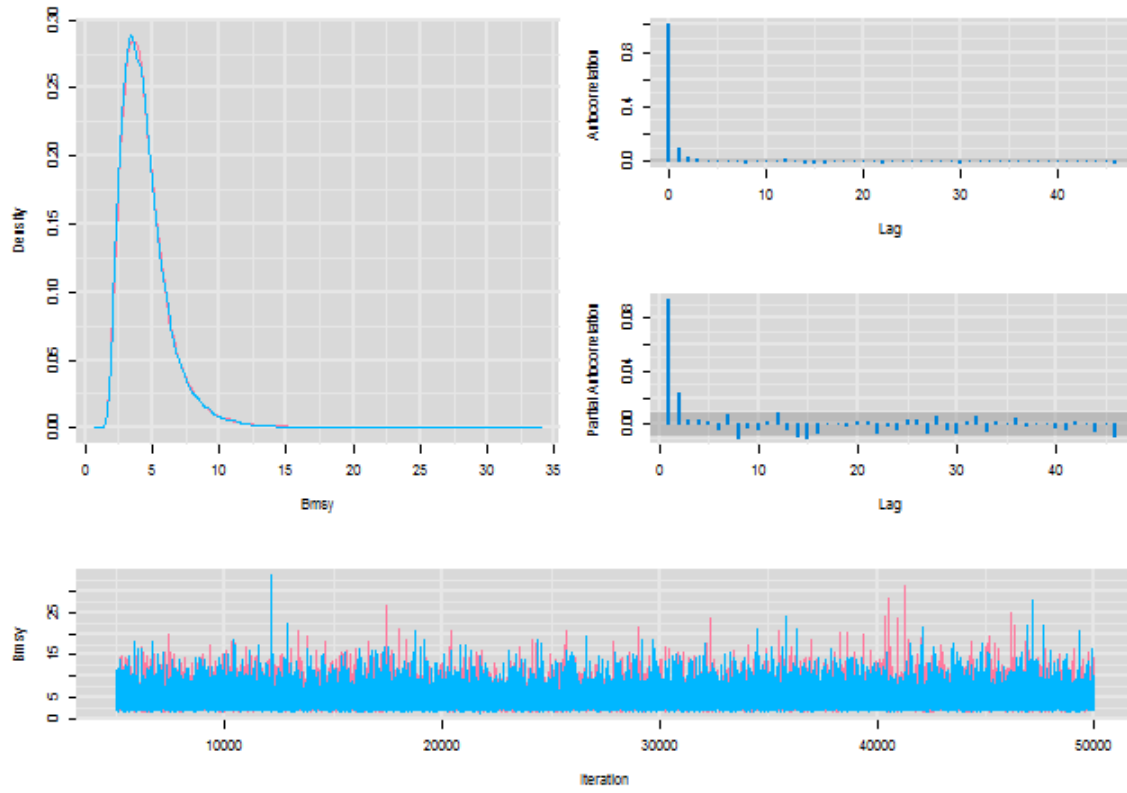 Density
0.00 0.05 0.10 0.15 0.20 0.25 0.30
0 5 10 15 20 25 30 35
Bmsy
Autocorrelation
0.0 0.4 0.8
0 10 20 30 40
Lag
Partial Autocorrelation
0.00 0.04 0.08
0 10 20 30 40
Lag
Bmsy
0 5 15 25
10000 20000 30000 40000 50000
Iteration